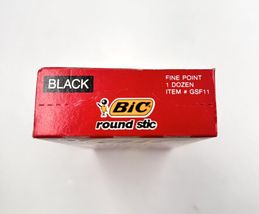 BLACK
FINE POINT
1 DOZEN
ITEM # GSF11
BiC
round stic